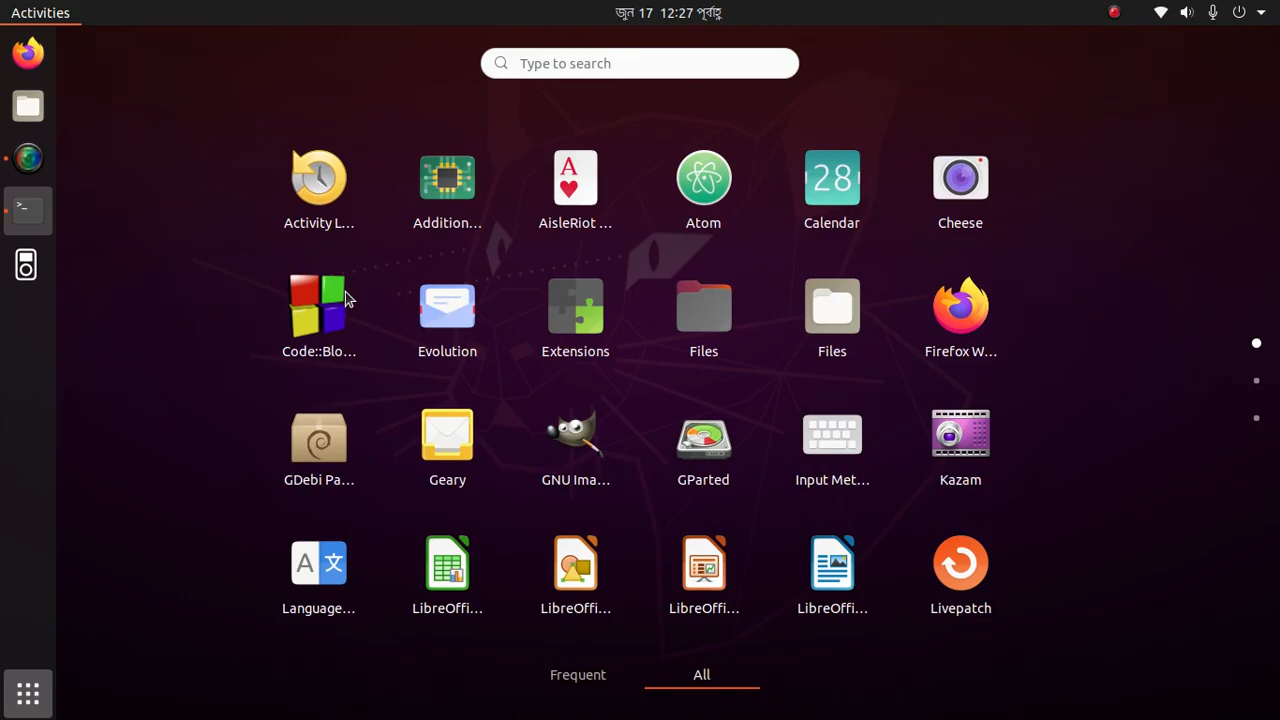 Activities
জুন 17 12:27 পূর্বাহ্ণ
Type to search
Activity L... Addition... AisleRiot ... Atom Calendar Cheese
28
Code::Blo... Evolution Extensions Files Files Firefox W...
GDebi Pa... Geary GNU Ima... GParted Input Met... Kazam
Language... LibreOffi... LibreOffi... LibreOffi... LibreOffi... Livepatch
Frequent All